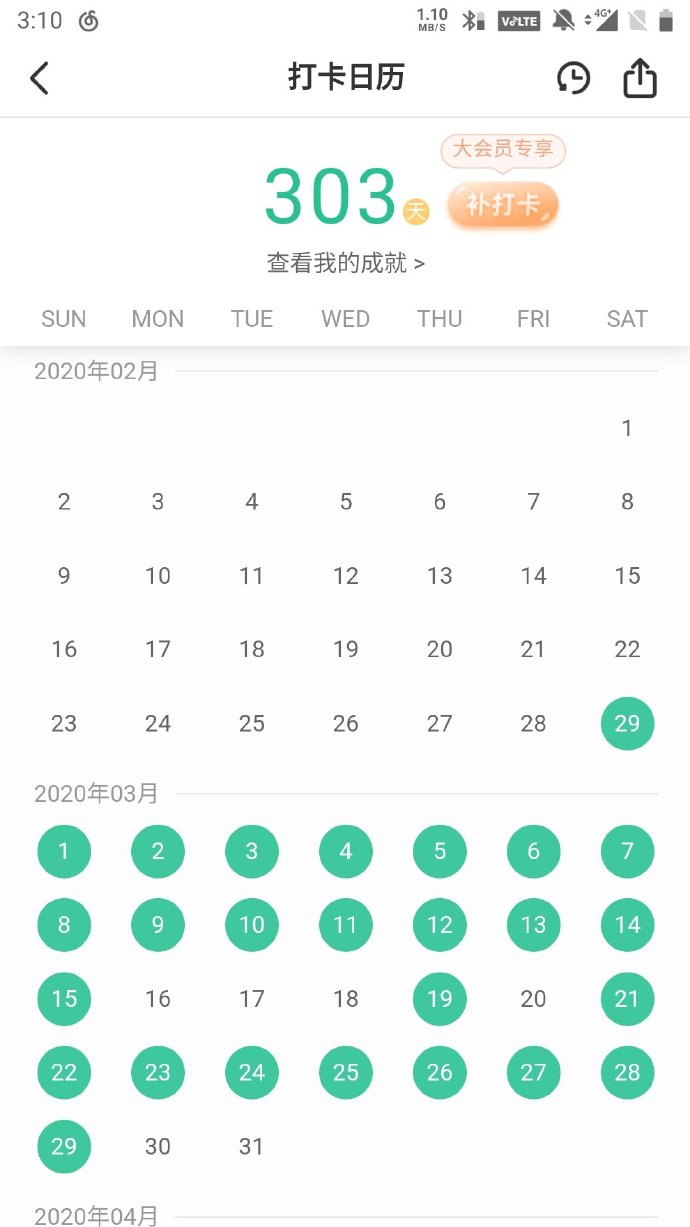 3:10 1.10 MB/S VoLTE 4G+
打卡日历
大会员专享
303天 补打卡
查看我的成就 >
SUN MON TUE WED THU FRI SAT
2020年02月
1
2 3 4 5 6 7 8
9 10 11 12 13 14 15
16 17 18 19 20 21 22
23 24 25 26 27 28 29
2020年03月
1 2 3 4 5 6 7
8 9 10 11 12 13 14
15 16 17 18 19 20 21
22 23 24 25 26 27 28
29 30 31
2020年04月